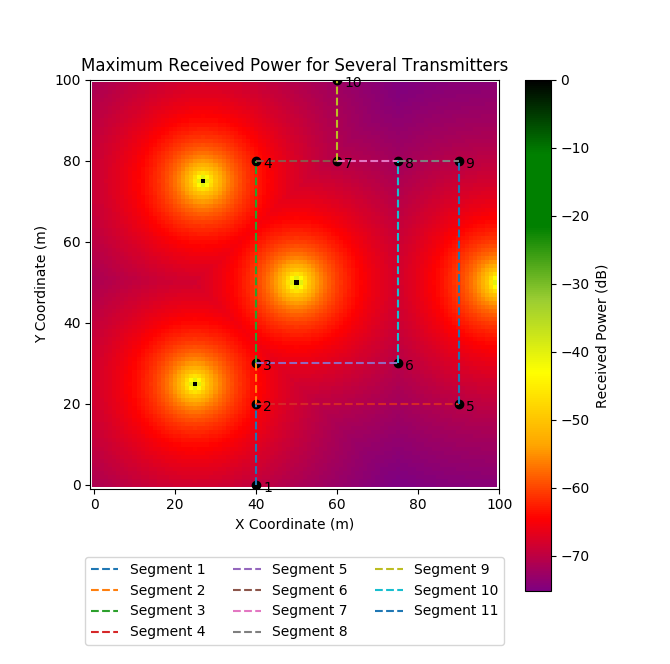 Maximum Received Power for Several Transmitters
100
80
60
40
20
0
Y Coordinate (m)
10
4
7
8
9
3
6
2
5
1
0
20
40
60
80
100
X Coordinate (m)
0
−10
−20
−30
−40
−50
−60
−70
Received Power (dB)
Segment 1
Segment 2
Segment 3
Segment 4
Segment 5
Segment 6
Segment 7
Segment 8
Segment 9
Segment 10
Segment 11